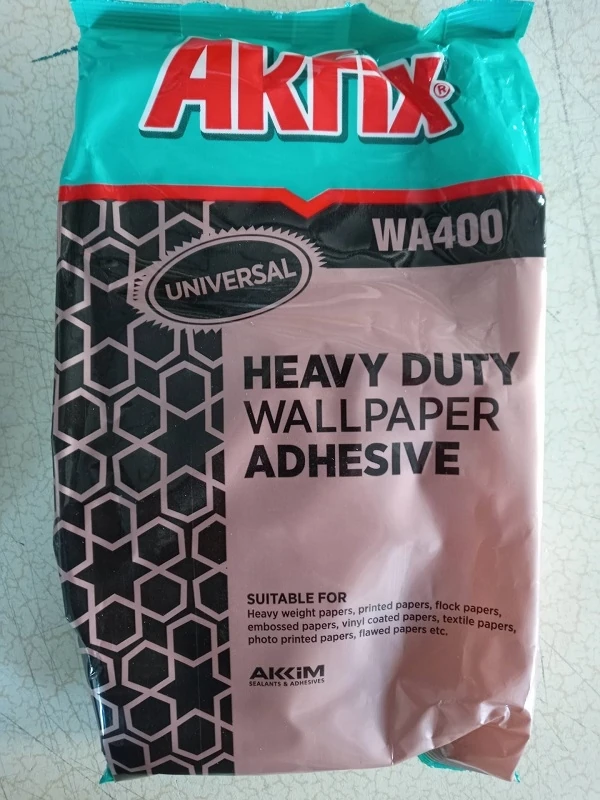 AKFIX®
WA400
UNIVERSAL
HEAVY DUTY
WALLPAPER
ADHESIVE
SUITABLE FOR
Heavy weight papers, printed papers, flock papers,
embossed papers, vinyl coated papers, textile papers,
photo printed papers, flawed papers etc.
AKKİM
SEALANTS & ADHESIVES